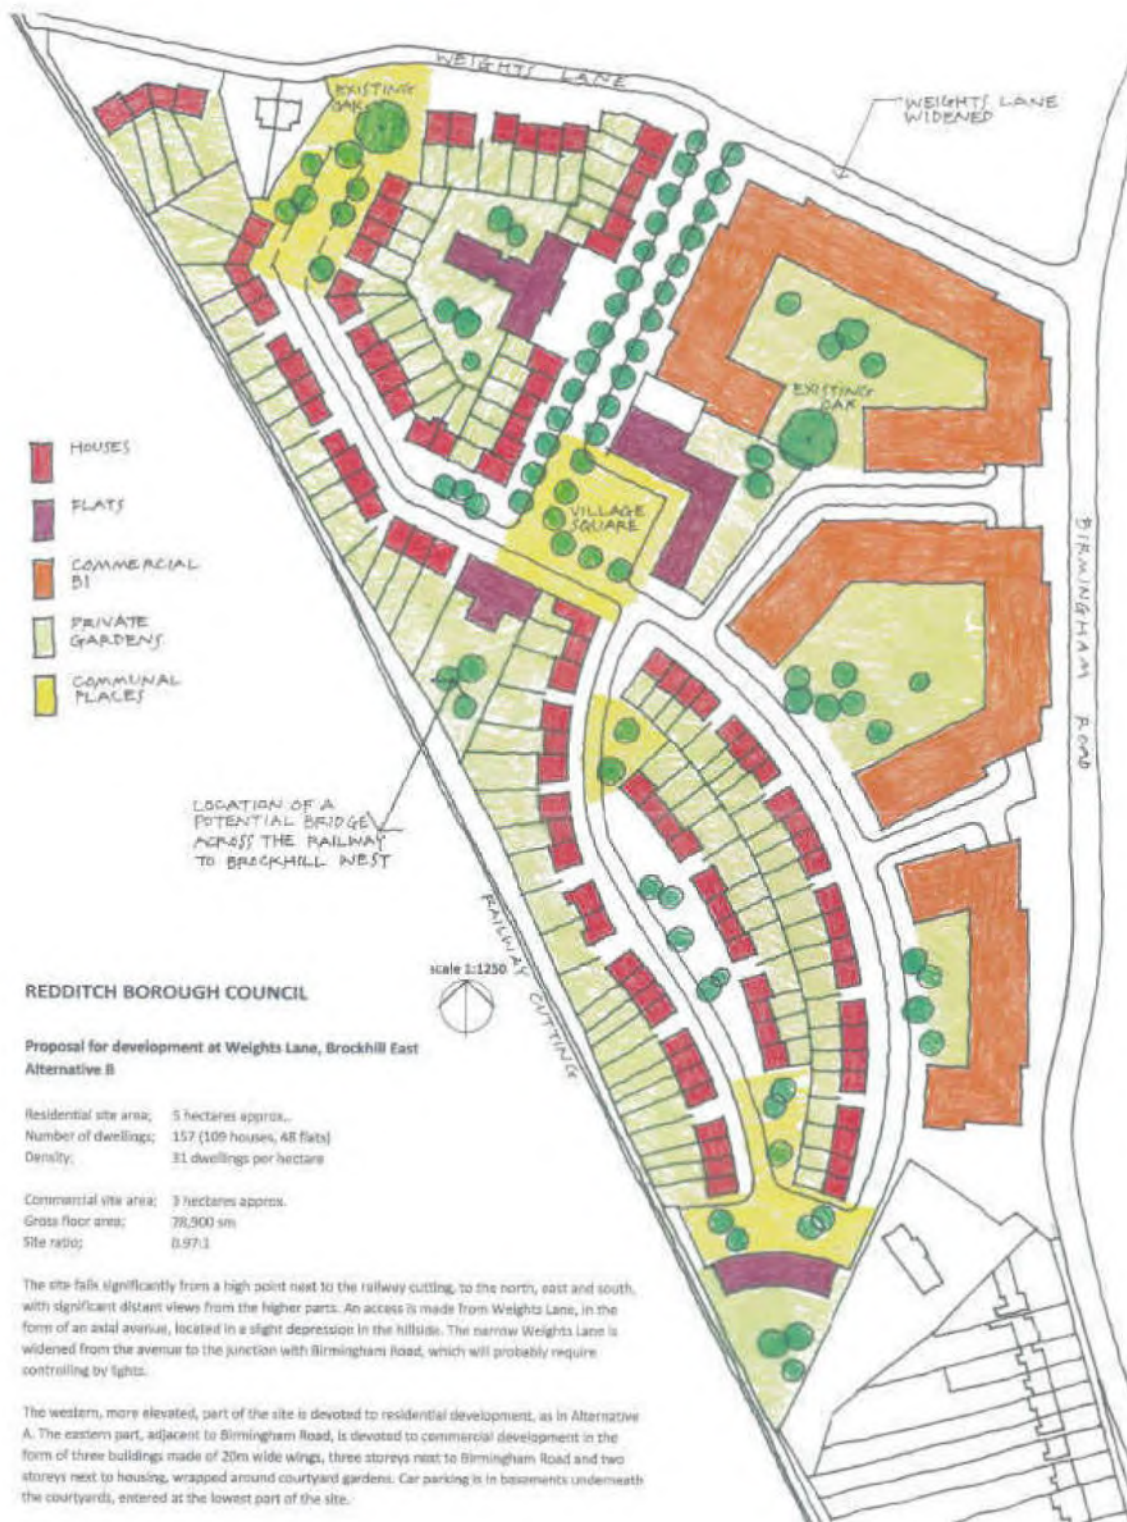 WEIGHTS LANE
EXISTING
OAK
WEIGHTS LANE
WIDENED
EXISTING
OAK
HOUSES
FLATS
COMMERCIAL
B1
PRIVATE
GARDENS
COMMUNAL
PLACES
VILLAGE
SQUARE
BIRMINGHAM ROAD
LOCATION OF A
POTENTIAL BRIDGE
ACROSS THE RAILWAY
TO BROCKHILL WEST
RAILWAY CUTTING
scale 1:1250
REDDITCH BOROUGH COUNCIL
Proposal for development at Weights Lane, Brockhill East
Alternative B
Residential site area; 5 hectares approx.
Number of dwellings; 157 (109 houses, 48 flats)
Density; 31 dwellings per hectare
Commercial site area; 3 hectares approx.
Gross floor area; 78,900 sm
Site ratio; 0.97:1
The site falls significantly from a high point next to the railway cutting, to the north, east and south,
with significant distant views from the higher parts. An access is made from Weights Lane, in the
form of an axial avenue, located in a slight depression in the hillside. The narrow Weights Lane is
widened from the avenue to the junction with Birmingham Road, which will probably require
controlling by lights.
The western, more elevated, part of the site is devoted to residential development, as in Alternative
A. The eastern part, adjacent to Birmingham Road, is devoted to commercial development in the
form of three buildings made of 20m wide wings, three storeys next to Birmingham Road and two
storeys next to housing, wrapped around courtyard gardens. Car parking is in basements underneath
the courtyards, entered at the lowest part of the site.